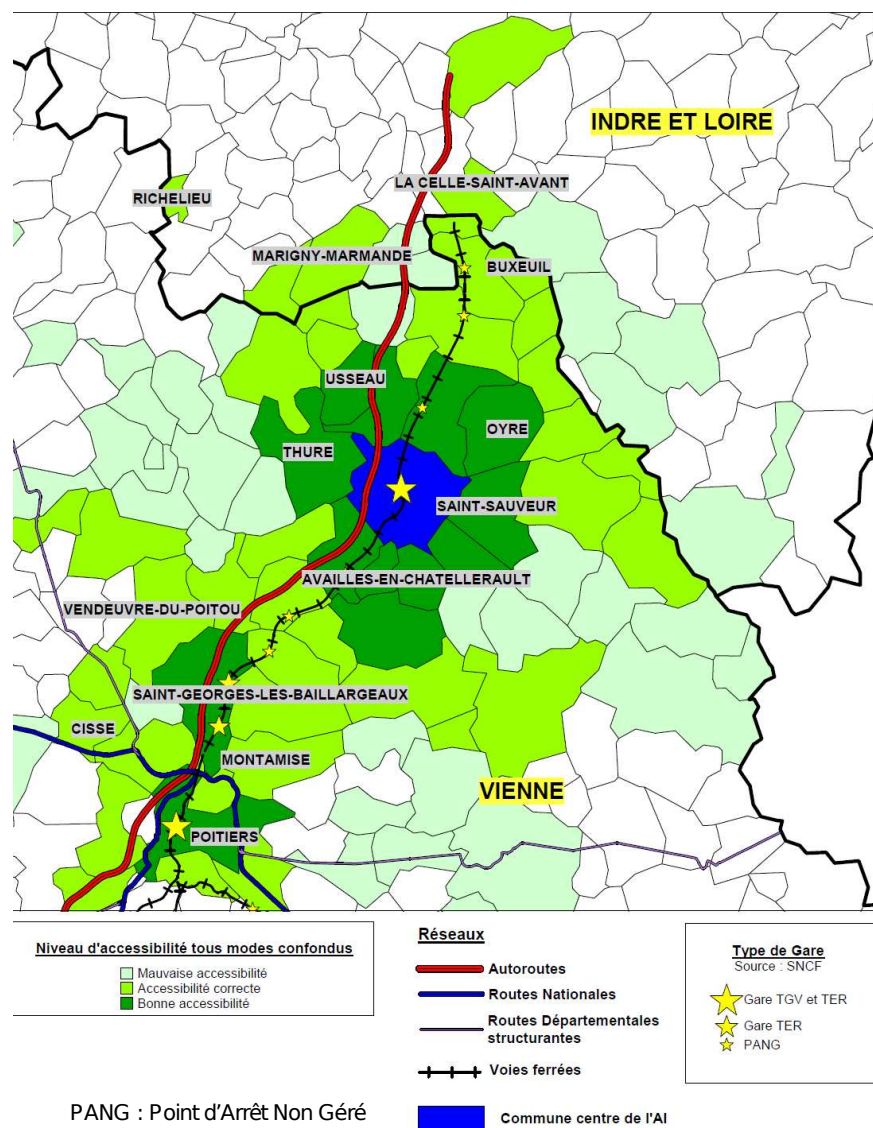 INDRE ET LOIRE
LA CELLE-SAINT-AVANT
RICHELIEU
MARIGNY-MARMANDE
BUXEUIL
USSEAU
OYRE
THURE
SAINT-SAUVEUR
AVAILLES-EN-CHATELLERAULT
VENDEUVRE-DU-POITOU
SAINT-GEORGES-LES-BAILLARGEAUX
CISSE
MONTAMISE
VIENNE
POITIERS
Niveau d'accessibilité tous modes confondus
Mauvaise accessibilité
Accessibilité correcte
Bonne accessibilité
Réseaux
Autoroutes
Routes Nationales
Routes Départementales
structurantes
Voies ferrées
Commune centre de l'AI
Type de Gare
Source : SNCF
Gare TGV et TER
Gare TER
PANG
PANG : Point d'Arrêt Non Géré